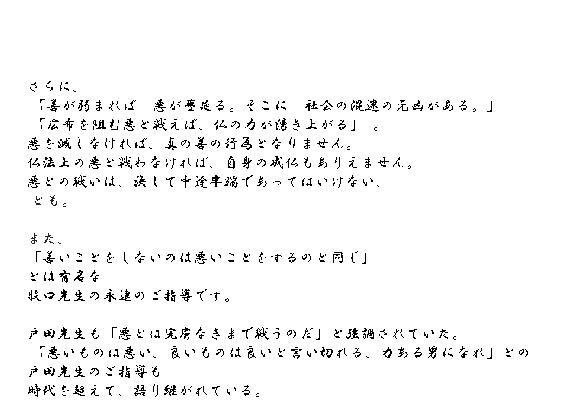 さらに、
「善が弱まれば　悪が蔓延る。そこに　社会の混迷の元凶がある。」
「広布を阻む悪と戦えば、仏の力が湧き上がる」 。
悪を滅しなければ、真の善の行為となりません。
仏法上の悪と戦わなければ、自身の成仏もありえません。
悪との戦いは、決して中途半端であってはいけない、
とも。
また、
「善いことをしないのは悪いことをするのと同じ」
とは有名な
牧口先生の永遠のご指導です。
戸田先生も「悪とは完膚なきまで戦うのだ」と強調されていた。
「悪いものは悪い、良いものは良いと言い切れる、力ある男になれ」との
戸田先生のご指導も
時代を超えて、語り継がれている。